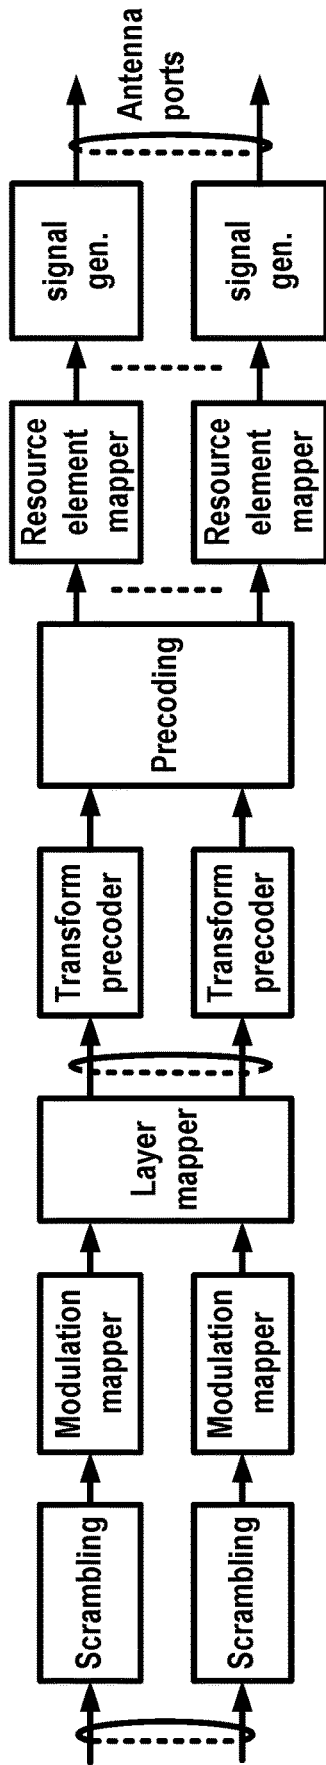 Scrambling
Scrambling
Modulation
mapper
Modulation
mapper
Layer
mapper
Transform
precoder
Transform
precoder
Precoding
Resource
element
mapper
Resource
element
mapper
signal
gen.
signal
gen.
Antenna
ports